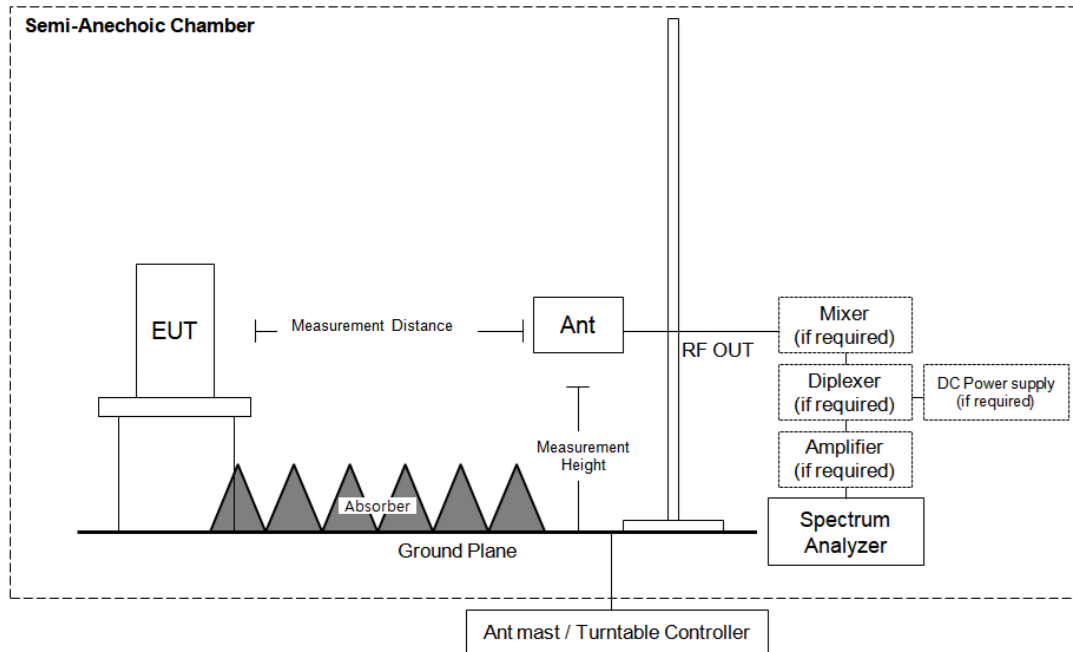 Semi-Anechoic Chamber
EUT
Measurement Distance
Ant
RF OUT
Mixer
(if required)
Diplexer
(if required)
DC Power supply
(if required)
Amplifier
(if required)
Spectrum
Analyzer
Measurement
Height
Absorber
Ground Plane
Ant mast / Turntable Controller